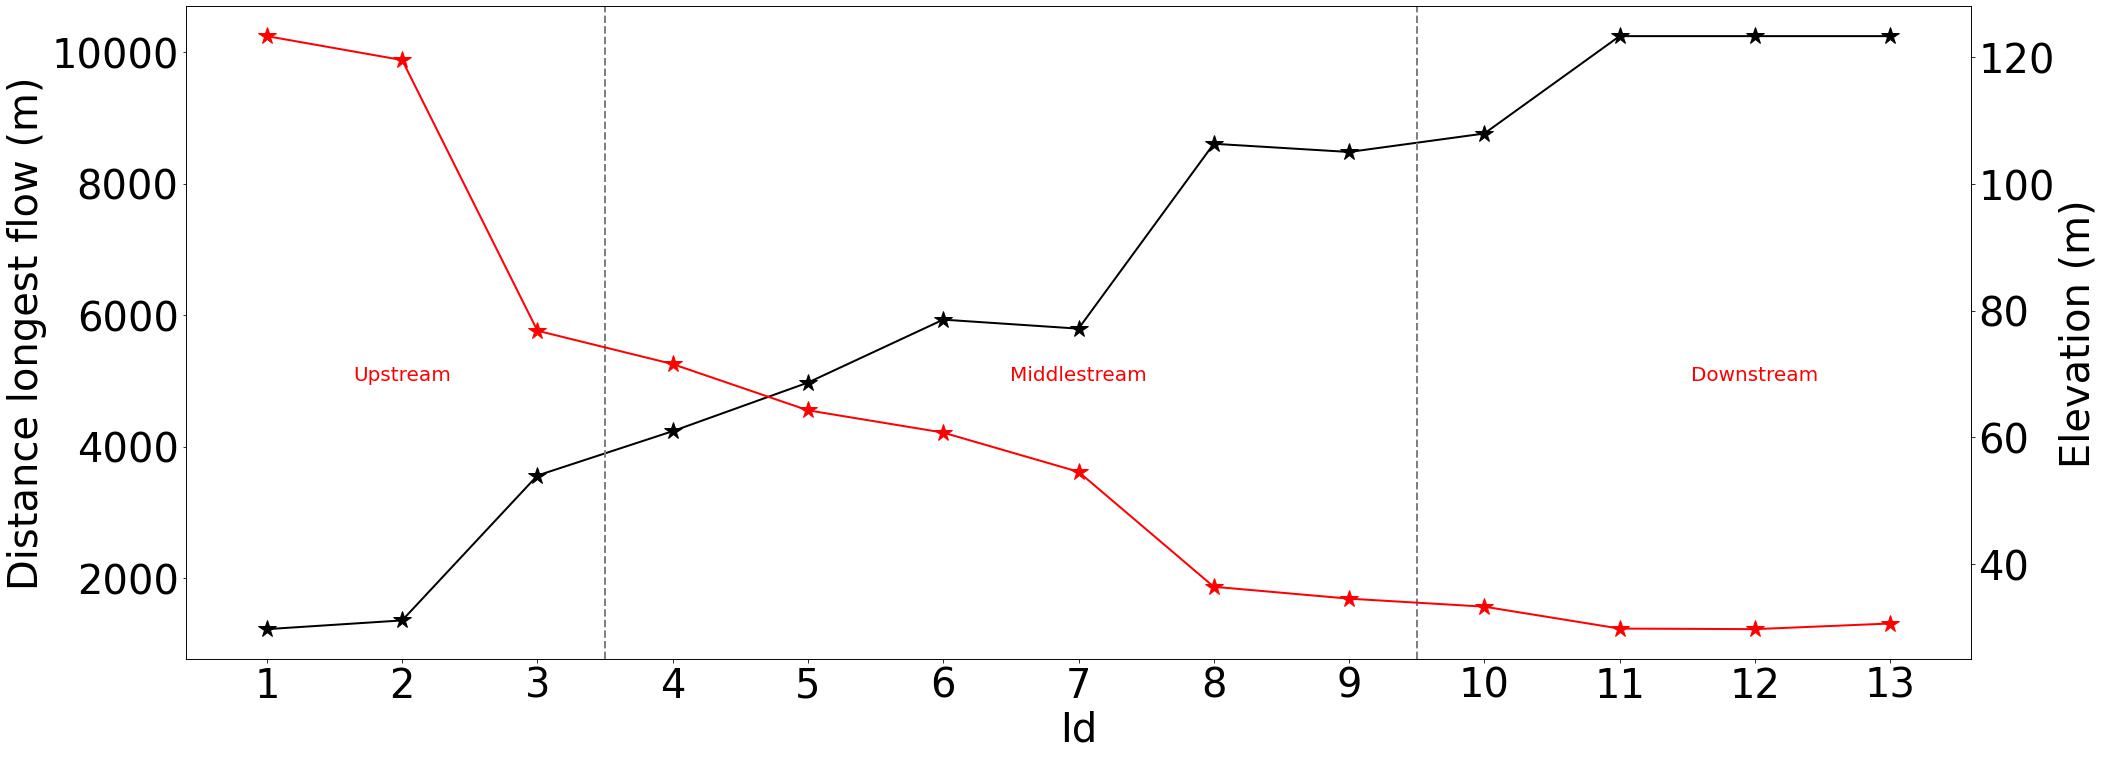 Distance longest flow (m)
10000
8000
6000
4000
2000
Upstream
Middlestream
Downstream
120
100
80
60
40
Elevation (m)
1 2 3 4 5 6 7 8 9 10 11 12 13
Id